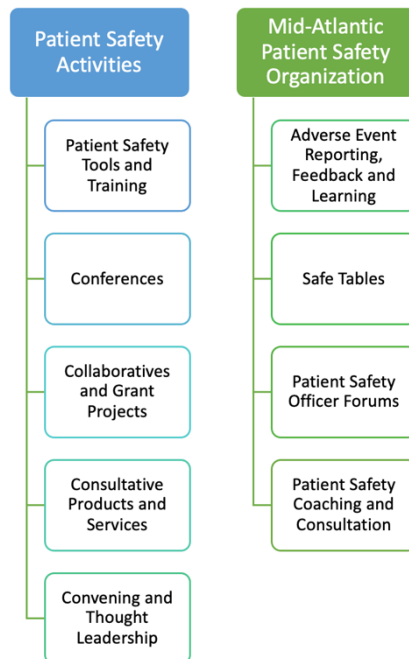 Patient Safety
Activities
Patient Safety
Tools and
Training
Conferences
Collaboratives
and Grant
Projects
Consultative
Products and
Services
Convening and
Thought
Leadership
Mid-Atlantic
Patient Safety
Organization
Adverse Event
Reporting,
Feedback and
Learning
Safe Tables
Patient Safety
Officer Forums
Patient Safety
Coaching and
Consultation